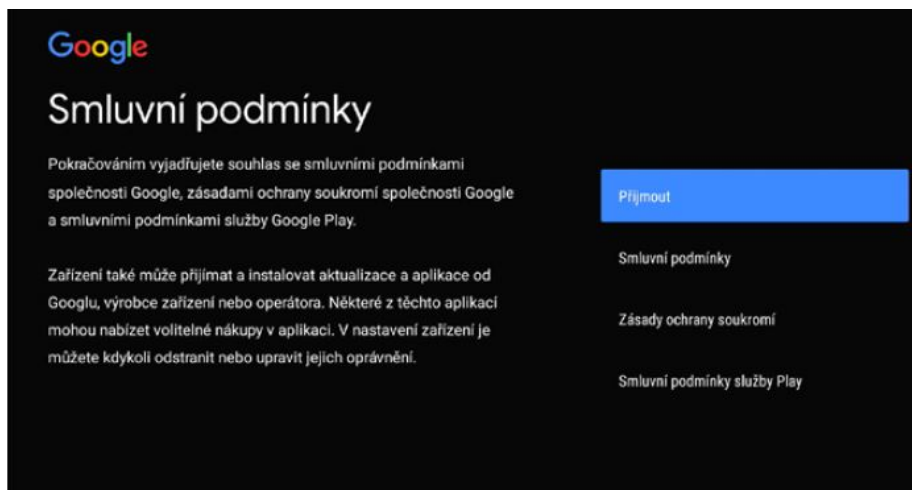 Google
Smluvní podmínky
Pokračováním vyjadřujete souhlas se smluvními podmínkami
společnosti Google, zásadami ochrany soukromí společnosti Google
a smluvními podmínkami služby Google Play.
Zařízení také může přijímat a instalovat aktualizace a aplikace od
Googlu, výrobce zařízení nebo operátora. Některé z těchto aplikací
mohou nabízet volitelné nákupy v aplikaci. V nastavení zařízení je
můžete kdykoli odstranit nebo upravit jejich oprávnění.
Přijmout
Smluvní podmínky
Zásady ochrany soukromí
Smluvní podmínky služby Play